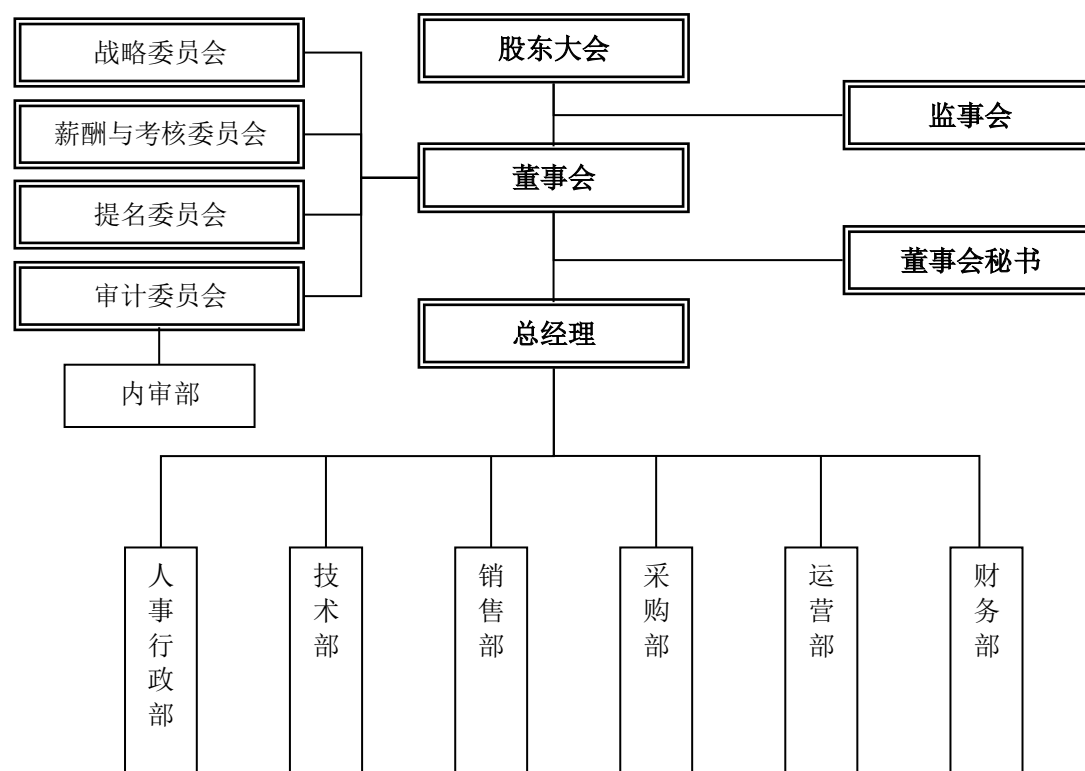 战略委员会
股东大会
薪酬与考核委员会
监事会
董事会
提名委员会
董事会秘书
审计委员会
总经理
内审部
人事行政部
技术部
销售部
采购部
运营部
财务部